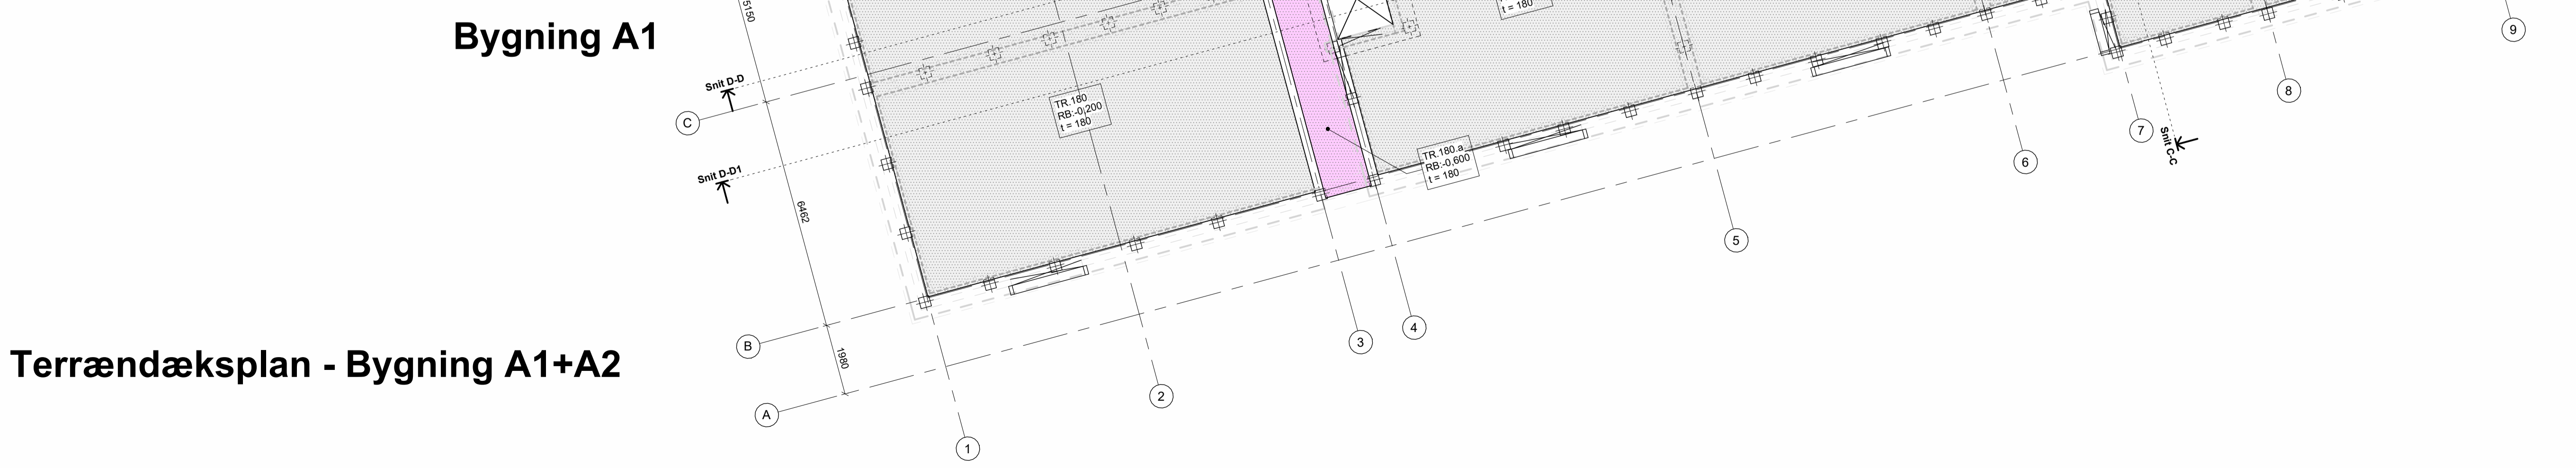 5150
t = 180
Bygning A1
9
Snit D-D
8
C
TR.180
RB:-0,200
t = 180
7
Snit C-C
TR.180.a
RB:-0,600
t = 180
6
Snit D-D1
6462
5
4
3
B
1980
Terrændæksplan - Bygning A1+A2
2
A
1